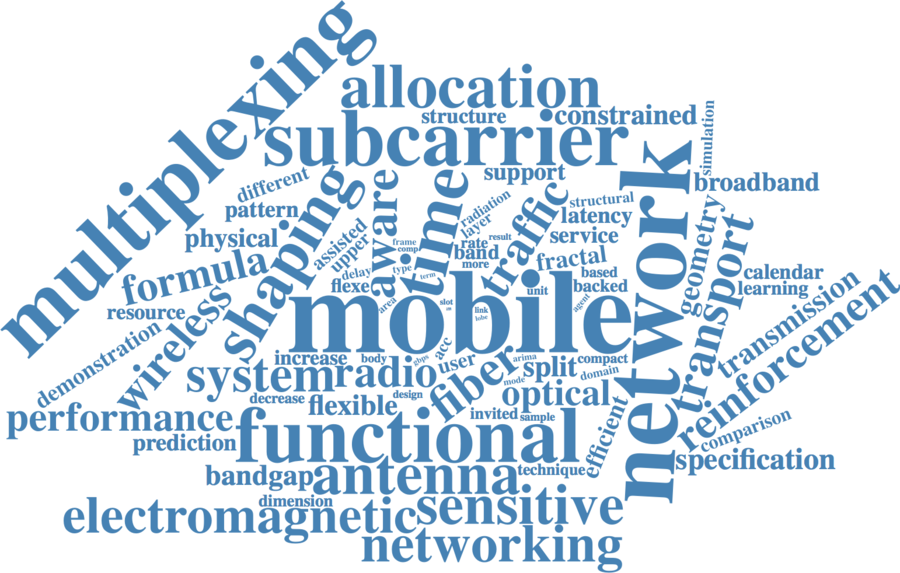 multiplexing
allocation
structure
constrained
subcarrier
simulation
network
support
broadband
different
pattern
physical
shaping
aware
time
radiation
layer
traffic
structural
latency
service
geometry
transport
assisted
upper
frame
comp
rate
result
band
more
fractal
formula
delay
type
term
flexe
based
backed
unit
calendar
learning
resource
wireless
area
mobile
slot
link
lobe
agent
transmission
reinforcement
demonstration
increase
body
gbps
acc
user
arima
split
compact
domain
system
radio
fiber
mode
optical
performance
decrease
flexible
design
invited
sample
efficient
comparison
prediction
functional
specification
bandgap
antenna
technique
dimension
electromagnetic
sensitive
networking